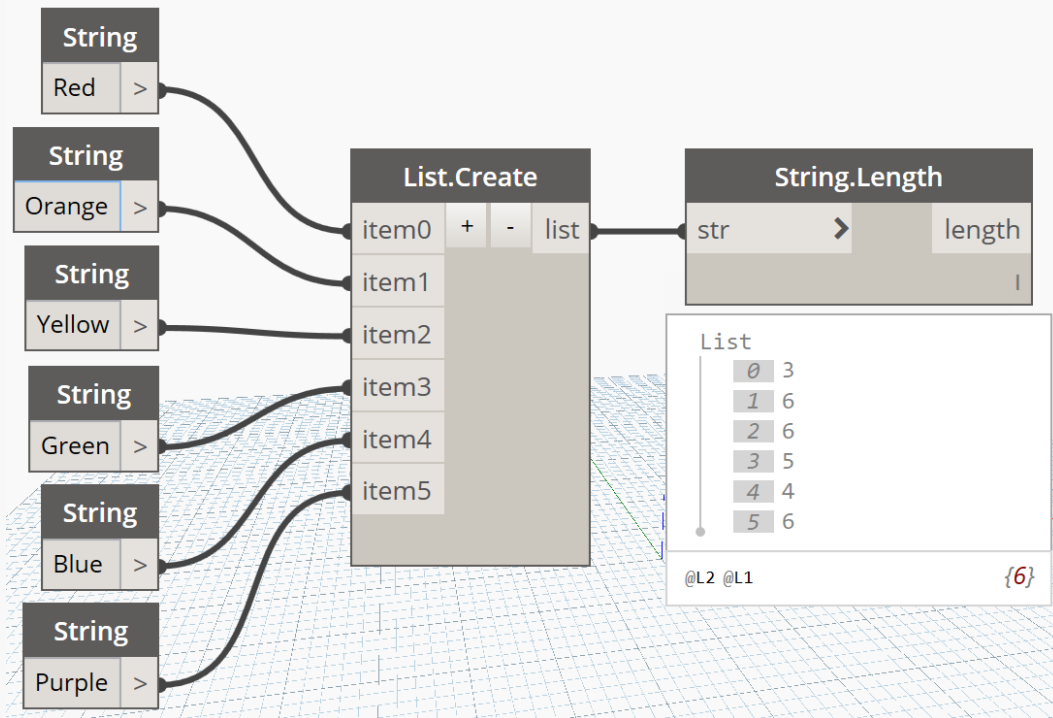 String
Red >
String
Orange >
String
Yellow >
String
Green >
String
Blue >
String
Purple >
List.Create
item0 + - list
item1
item2
item3
item4
item5
String.Length
str > length
l
List
0 3
1 6
2 6
3 5
4 4
5 6
@L2 @L1 {6}